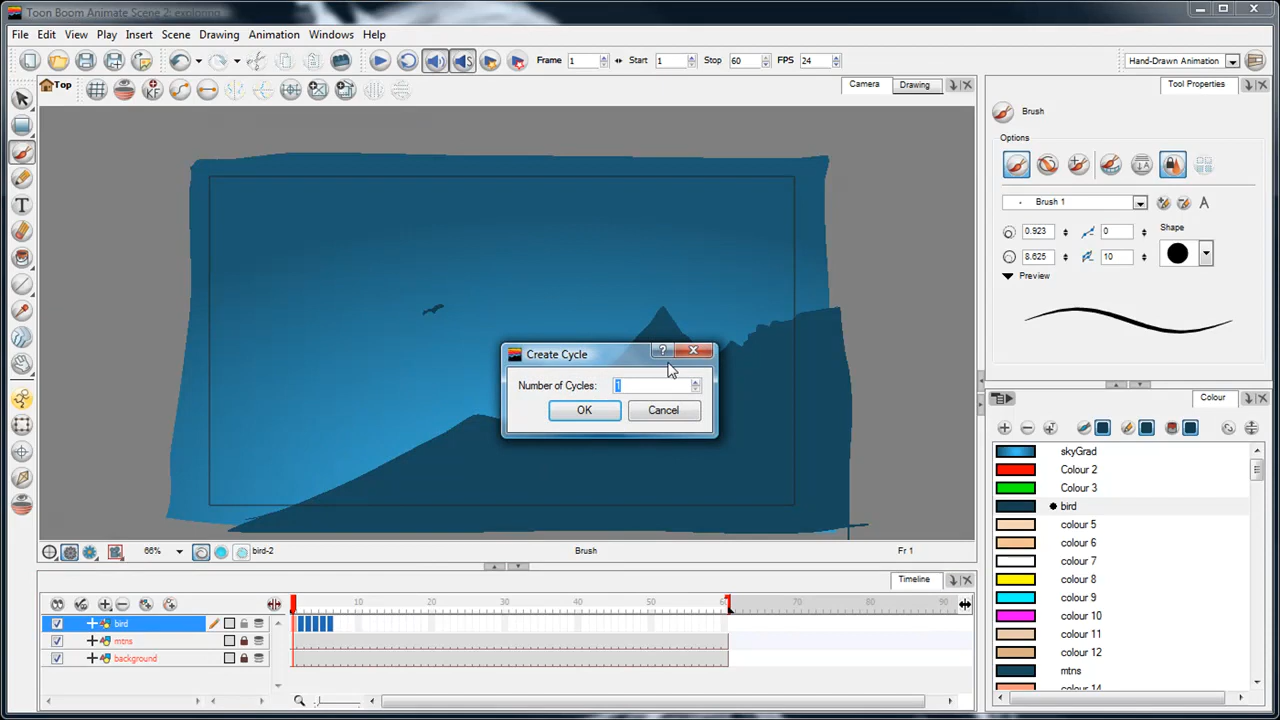 Toon Boom Animate Scene 2: exploring
File Edit View Play Insert Scene Drawing Animation Windows Help
Frame 1 Start 1 Stop 60 FPS 24 Hand-Drawn Animation
Top Camera Drawing Tool Properties
Brush
Options
Brush 1
0.923 0 Shape
8.625 10
Preview
Create Cycle
Number of Cycles: 1
OK Cancel
Colour
skyGrad
Colour 2
Colour 3
bird
colour 5
colour 6
colour 7
colour 8
colour 9
colour 10
colour 11
colour 12
mtns
colour 14
66% bird-2 Brush Fr 1
Timeline
10 20 30 40 50 60 70 80 90
bird
mtns
background